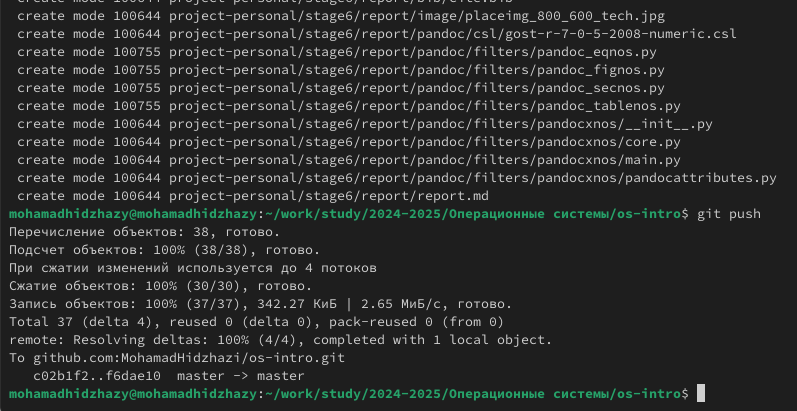 create mode 100644 project-personal/stage6/report/image/placeimg_800_600_tech.jpg
create mode 100644 project-personal/stage6/report/pandoc/csl/gost-r-7-0-5-2008-numeric.csl
create mode 100755 project-personal/stage6/report/pandoc/filters/pandoc_eqnos.py
create mode 100755 project-personal/stage6/report/pandoc/filters/pandoc_fignos.py
create mode 100755 project-personal/stage6/report/pandoc/filters/pandoc_secnos.py
create mode 100755 project-personal/stage6/report/pandoc/filters/pandoc_tablenos.py
create mode 100644 project-personal/stage6/report/pandoc/filters/pandocxnos/__init__.py
create mode 100644 project-personal/stage6/report/pandoc/filters/pandocxnos/core.py
create mode 100644 project-personal/stage6/report/pandoc/filters/pandocxnos/main.py
create mode 100644 project-personal/stage6/report/pandoc/filters/pandocxnos/pandocattributes.py
create mode 100644 project-personal/stage6/report/report.md
mohamadhidzhazy@mohamadhidzhazy:~/work/study/2024-2025/Операционные системы/os-intro$ git push
Перечисление объектов: 38, готово.
Подсчет объектов: 100% (38/38), готово.
При сжатии изменений используется до 4 потоков
Сжатие объектов: 100% (30/30), готово.
Запись объектов: 100% (37/37), 342.27 КиБ | 2.65 МиБ/с, готово.
Total 37 (delta 4), reused 0 (delta 0), pack-reused 0 (from 0)
remote: Resolving deltas: 100% (4/4), completed with 1 local object.
To github.com:MohamadHidzhazi/os-intro.git
c02b1f2..f6dae10  master -> master
mohamadhidzhazy@mohamadhidzhazy:~/work/study/2024-2025/Операционные системы/os-intro$